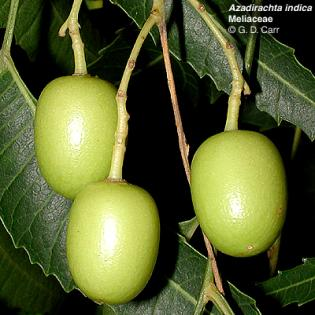 Azadirachta indica
Meliaceae
© G. D. Carr